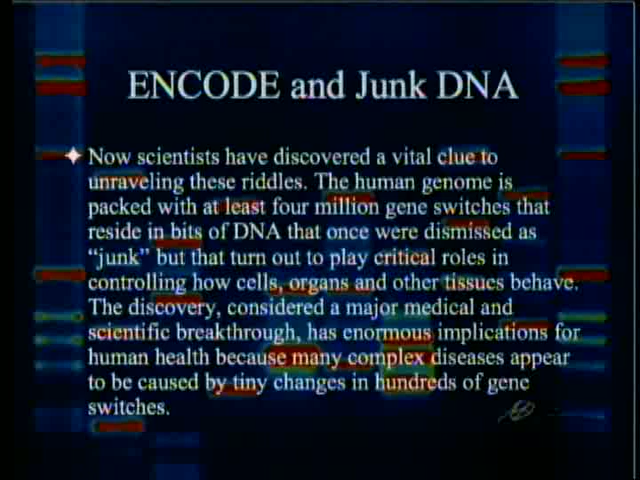 ENCODE and Junk DNA
Now scientists have discovered a vital clue to
unraveling these riddles. The human genome is
packed with at least four million gene switches that
reside in bits of DNA that once were dismissed as
“junk” but that turn out to play critical roles in
controlling how cells, organs and other tissues behave.
The discovery, considered a major medical and
scientific breakthrough, has enormous implications for
human health because many complex diseases appear
to be caused by tiny changes in hundreds of gene
switches.